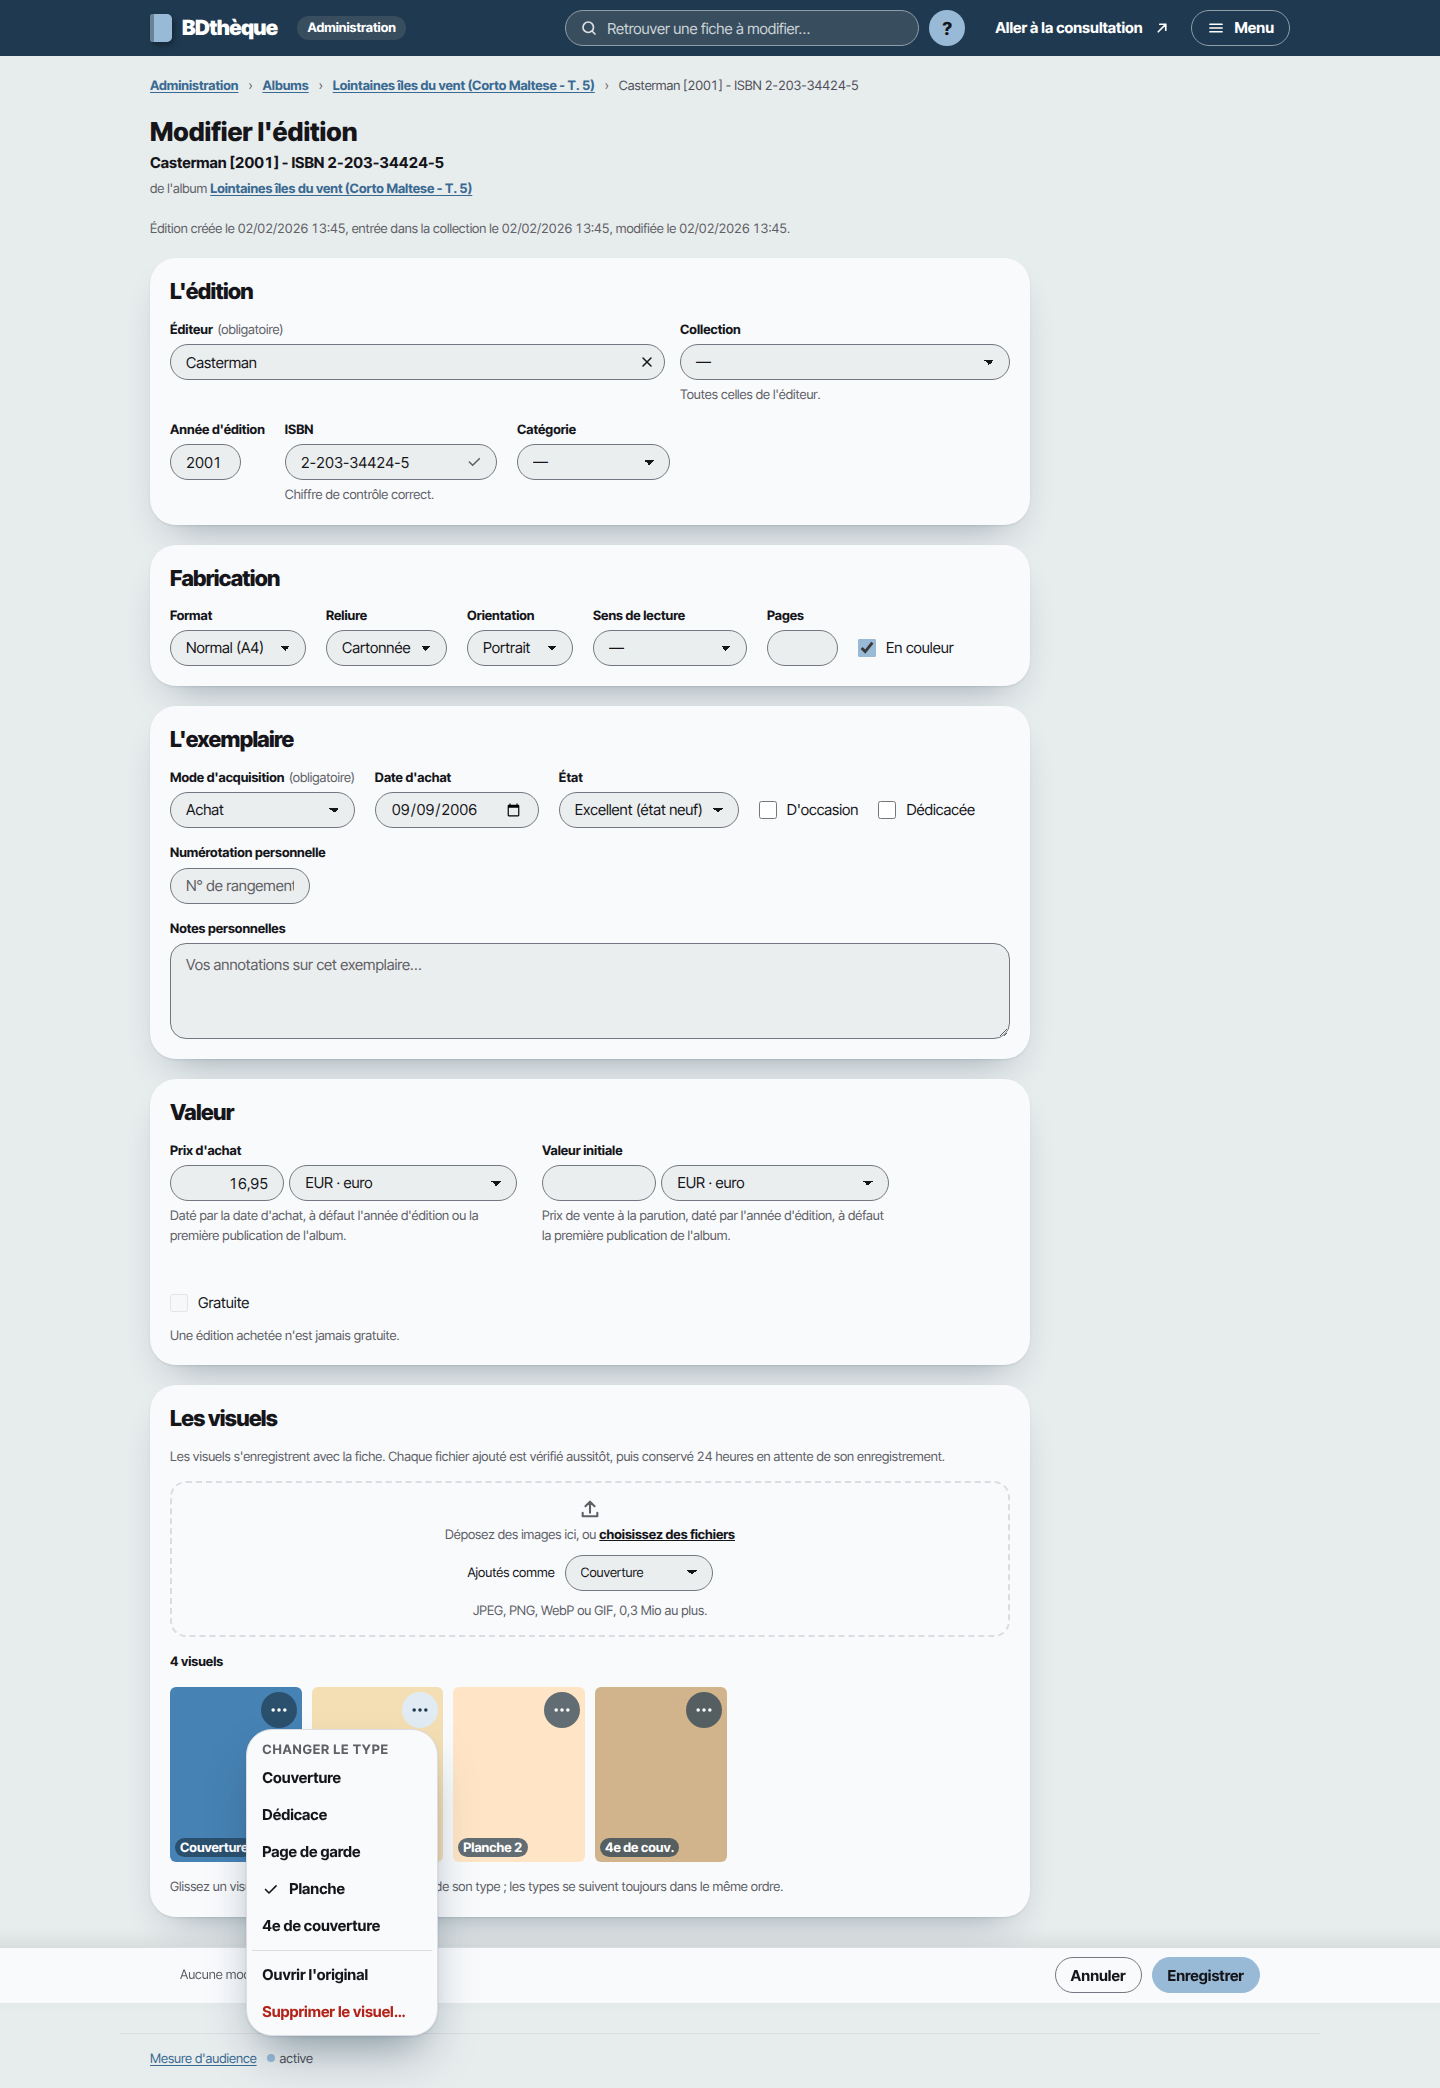 BDthèque
Administration
Retrouver une fiche à modifier...
?
Aller à la consultation
Menu
Administration › Albums › Lointaines îles du vent (Corto Maltese - T. 5) › Casterman [2001] - ISBN 2-203-34424-5
Modifier l'édition
Casterman [2001] - ISBN 2-203-34424-5
de l'album Lointaines îles du vent (Corto Maltese - T. 5)
Édition créée le 02/02/2026 13:45, entrée dans la collection le 02/02/2026 13:45, modifiée le 02/02/2026 13:45.
L'édition
Éditeur (obligatoire)
Collection
Casterman
—
Toutes celles de l'éditeur.
Année d'édition
ISBN
Catégorie
2001
2-203-34424-5
—
Chiffre de contrôle correct.
Fabrication
Format
Reliure
Orientation
Sens de lecture
Pages
Normal (A4)
Cartonnée
Portrait
—
En couleur
L'exemplaire
Mode d'acquisition (obligatoire)
Date d'achat
État
Achat
09/09/2006
Excellent (état neuf)
D'occasion
Dédicacée
Numérotation personnelle
N° de rangement
Notes personnelles
Vos annotations sur cet exemplaire...
Valeur
Prix d'achat
Valeur initiale
16,95
EUR · euro
EUR · euro
Daté par la date d'achat, à défaut l'année d'édition ou la
première publication de l'album.
Prix de vente à la parution, daté par l'année d'édition, à défaut
la première publication de l'album.
Gratuite
Une édition achetée n'est jamais gratuite.
Les visuels
Les visuels s'enregistrent avec la fiche. Chaque fichier ajouté est vérifié aussitôt, puis conservé 24 heures en attente de son enregistrement.
Déposez des images ici, ou choisissez des fichiers
Ajoutés comme
Couverture
JPEG, PNG, WebP ou GIF, 0,3 Mio au plus.
4 visuels
Couverture
Planche 2
4e de couv.
CHANGER LE TYPE
Couverture
Dédicace
Page de garde
Planche
4e de couverture
Ouvrir l'original
Supprimer le visuel...
Glissez un
de son type ; les types se suivent toujours dans le même ordre.
Aucune
Annuler
Enregistrer
Mesure d'audience
active